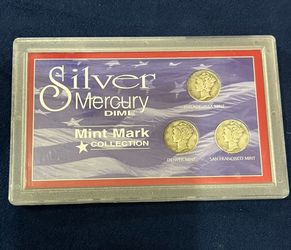 Silver
Mercury
DIME
Mint Mark
COLLECTION
PHILADELPHIA MINT
DENVER MINT
SAN FRANCISCO MINT